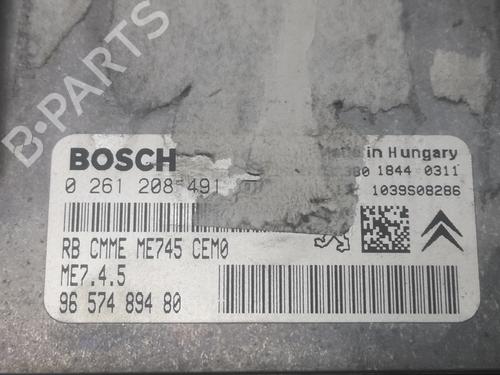 B-PARTS
BOSCH
in Hungary
0 261 208 491
1844 0311
1039S08286
RB CMME ME745 CEM0
ME7.4.5
96 574 894 80